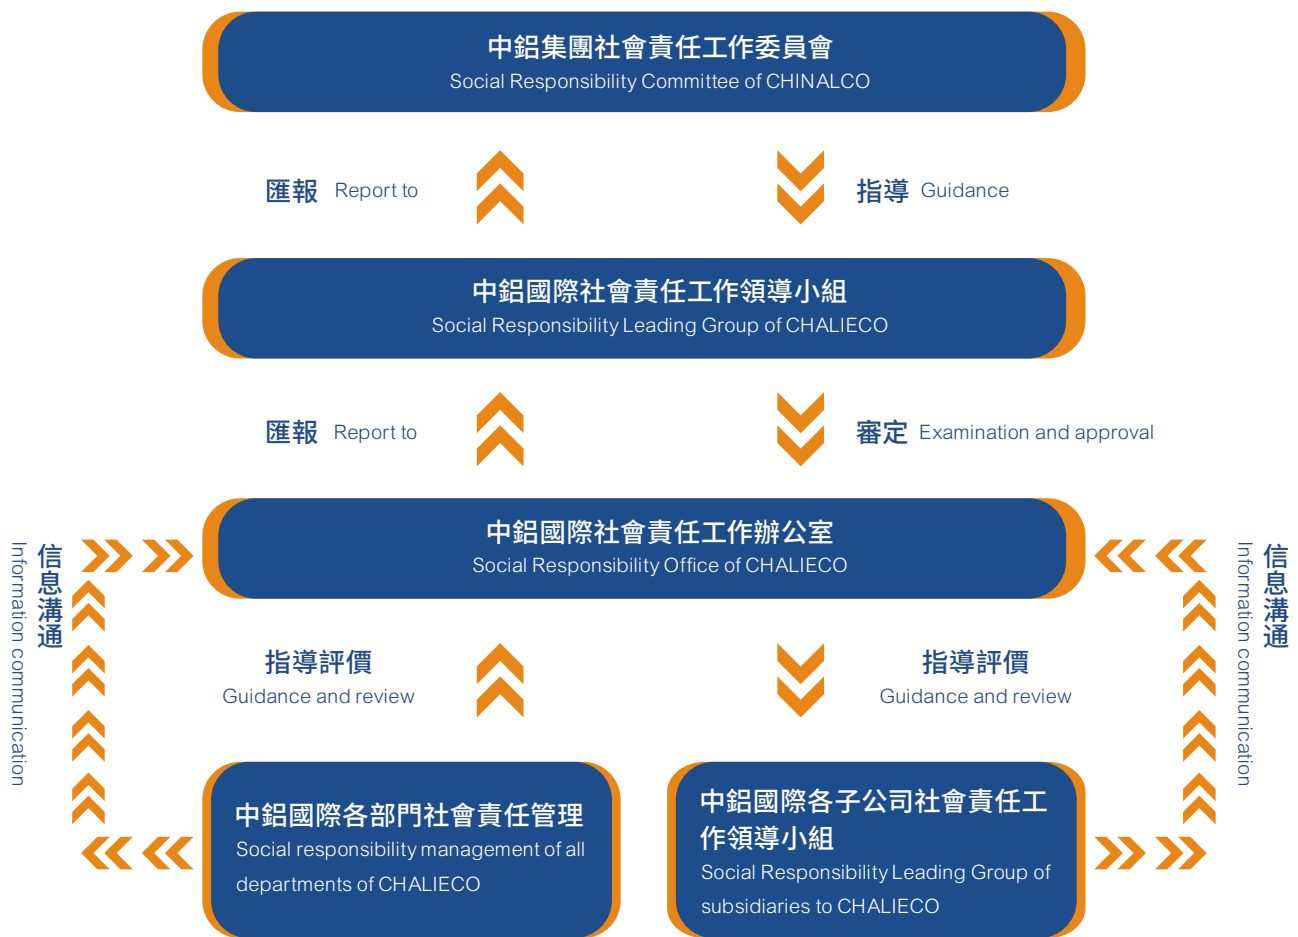 中鋁集團社會責任工作委員會
Social Responsibility Committee of CHINALCO
匯報 Report to
指導 Guidance
中鋁國際社會責任工作領導小組
Social Responsibility Leading Group of CHALIECO
匯報 Report to
審定 Examination and approval
中鋁國際社會責任工作辦公室
Social Responsibility Office of CHALIECO
信息溝通
Information communication
信息溝通
Information communication
指導評價
Guidance and review
指導評價
Guidance and review
中鋁國際各部門社會責任管理
Social responsibility management of all
departments of CHALIECO
中鋁國際各子公司社會責任工
作領導小組
Social Responsibility Leading Group of
subsidiaries to CHALIECO